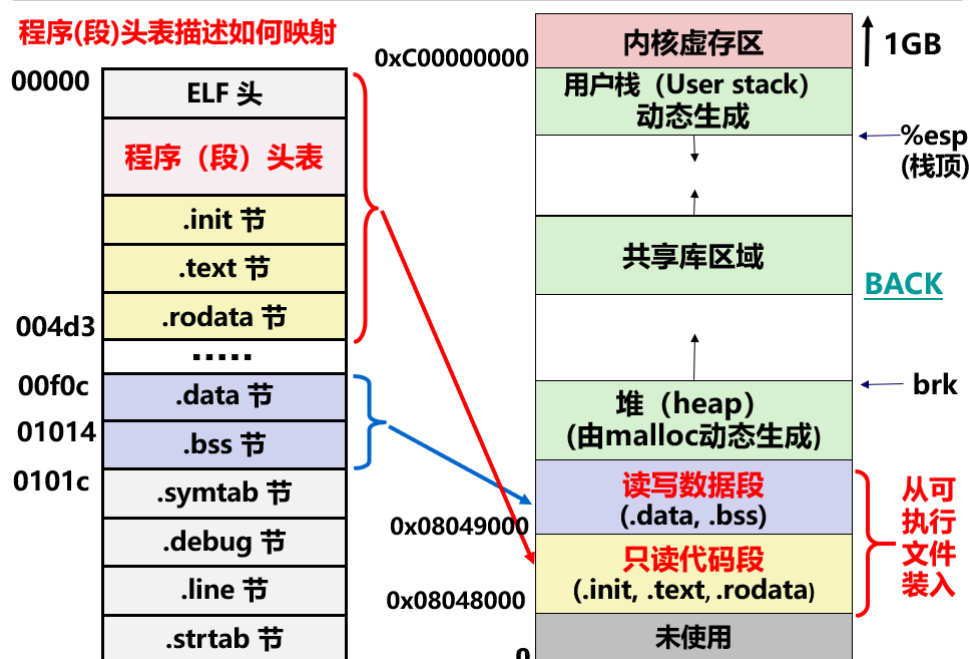 程序(段)头表描述如何映射
00000
ELF 头
程序（段）头表
.init 节
.text 节
.rodata 节
004d3
.....
00f0c
.data 节
01014
.bss 节
0101c
.symtab 节
.debug 节
.line 节
.strtab 节
0xC00000000
内核虚存区
1GB
用户栈（User stack）
动态生成
%esp
(栈顶)
共享库区域
BACK
brk
堆（heap）
(由malloc动态生成)
读写数据段
(.data, .bss)
0x08049000
只读代码段
(.init, .text, .rodata)
0x08048000
未使用
0
从可
执行
文件
装入